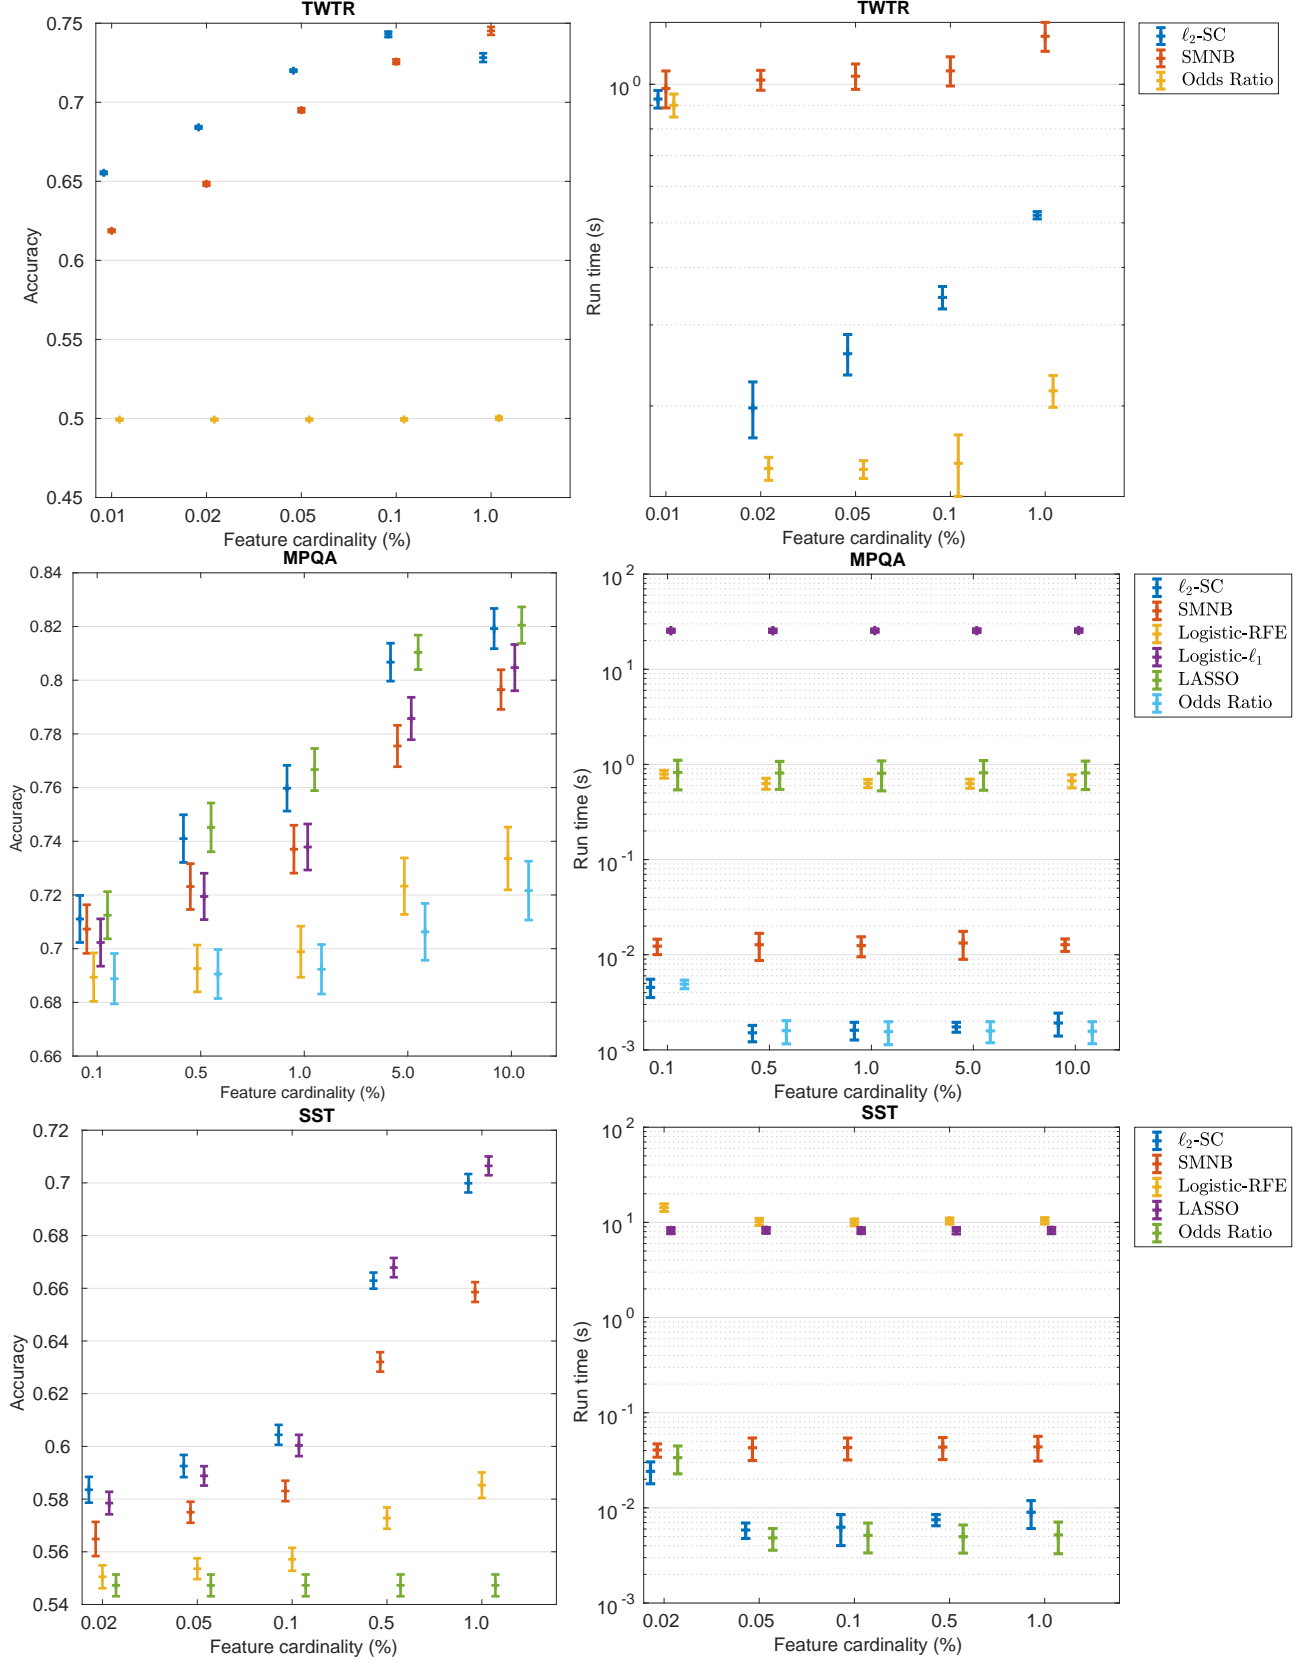 TWTR
0.75
0.7
0.65
0.6
0.55
0.5
0.45
Accuracy
0.01 0.02 0.05 0.1 1.0
Feature cardinality (%)
TWTR
10^0
Run time (s)
0.01 0.02 0.05 0.1 1.0
Feature cardinality (%)
ℓ₂-SC
SMNB
Odds Ratio
MPQA
0.84
0.82
0.8
0.78
0.76
0.74
0.72
0.7
0.68
0.66
Accuracy
0.1 0.5 1.0 5.0 10.0
Feature cardinality (%)
MPQA
10^2
10^1
10^0
10^-1
10^-2
10^-3
Run time (s)
0.1 0.5 1.0 5.0 10.0
Feature cardinality (%)
ℓ₂-SC
SMNB
Logistic-RFE
Logistic-ℓ₁
LASSO
Odds Ratio
SST
0.72
0.7
0.68
0.66
0.64
0.62
0.6
0.58
0.56
0.54
Accuracy
0.02 0.05 0.1 0.5 1.0
Feature cardinality (%)
SST
10^2
10^1
10^0
10^-1
10^-2
10^-3
Run time (s)
0.02 0.05 0.1 0.5 1.0
Feature cardinality (%)
ℓ₂-SC
SMNB
Logistic-RFE
LASSO
Odds Ratio